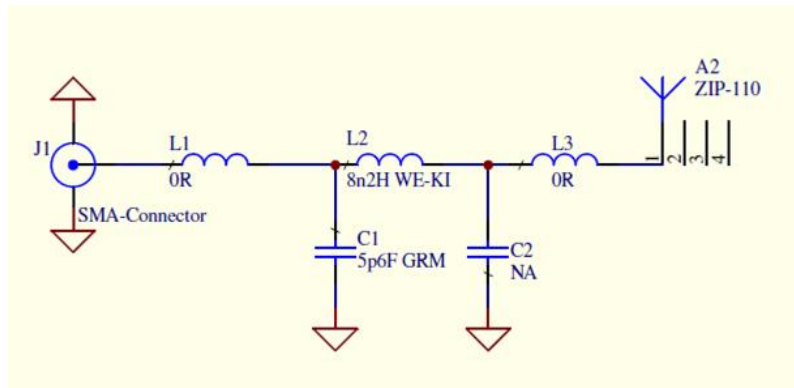 A2
ZIP-110
J1
L1
0R
L2
8n2H WE-KI
L3
0R
1
2
3
4
SMA-Connector
C1
5p6F GRM
C2
NA